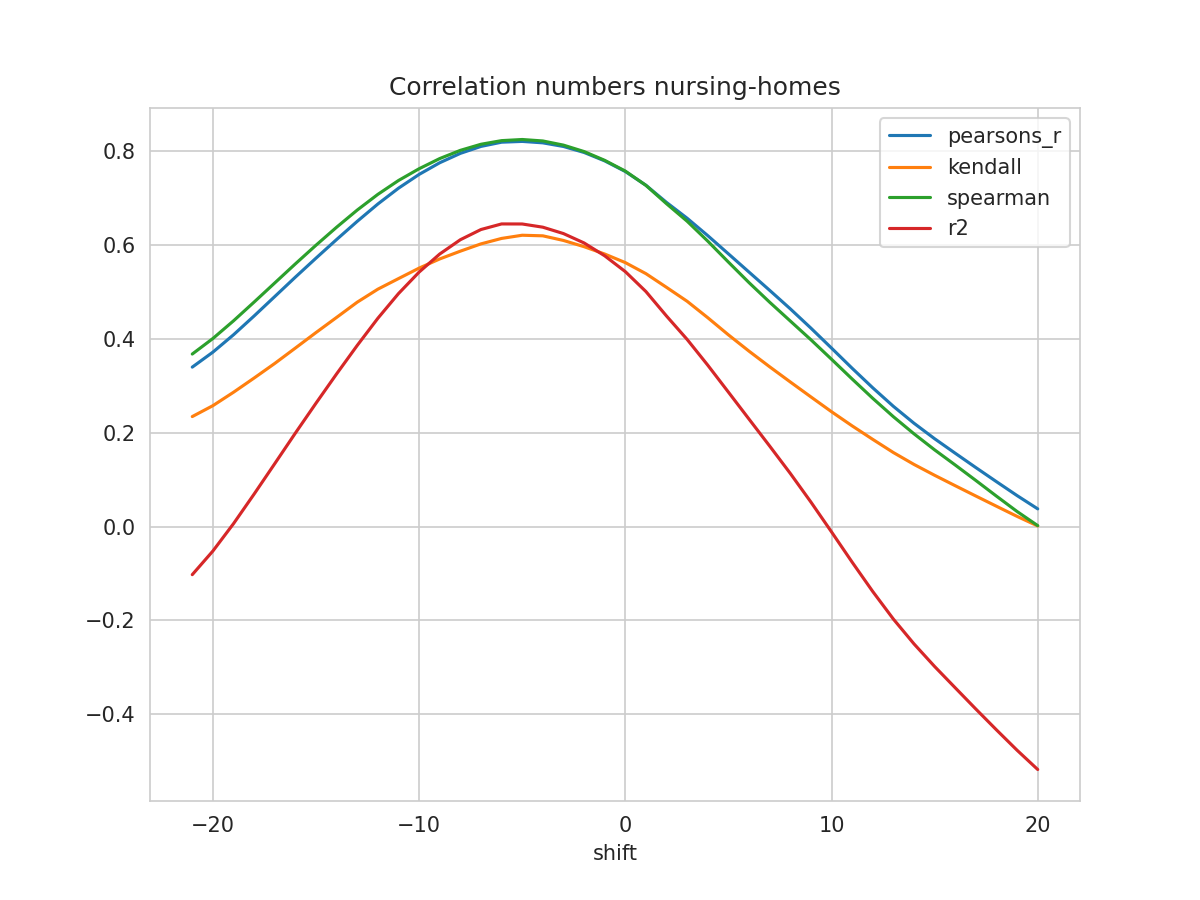 Correlation numbers nursing-homes
pearsons_r
kendall
spearman
r2
0.8
0.6
0.4
0.2
0.0
−0.2
−0.4
−20 −10 0 10 20
shift